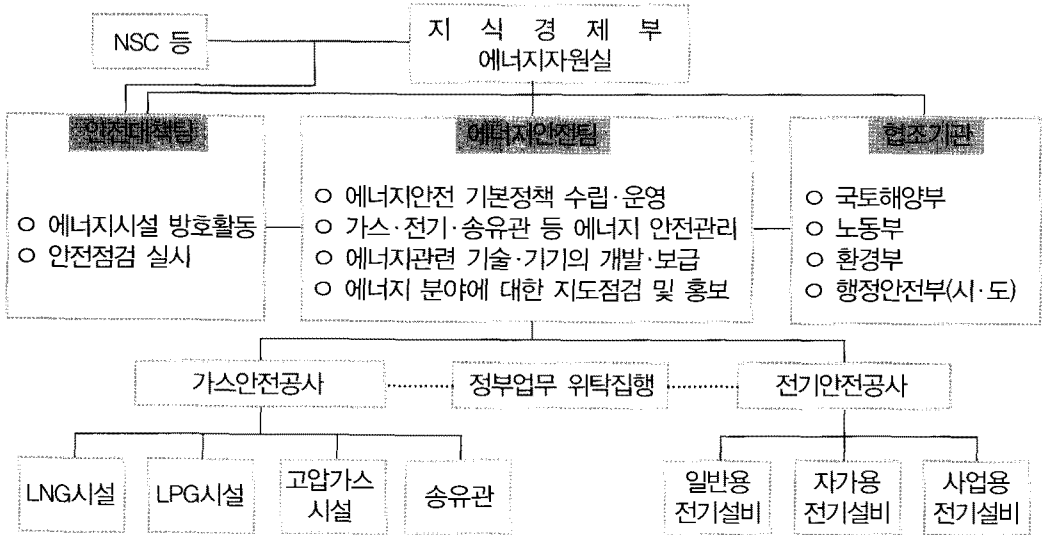 NSC 등
지 식 경 제 부
에너지자원실
안전대책팀
에너지시설 방호활동
안전점검 실시
에너지안전팀
에너지안전 기본정책 수립·운영
가스·전기·송유관 등 에너지 안전관리
에너지관련 기술·기기의 개발·보급
에너지 분야에 대한 지도점검 및 홍보
협조기관
국토해양부
노동부
환경부
행정안전부(시·도)
가스안전공사
정부업무 위탁집행
전기안전공사
LNG시설
LPG시설
고압가스
시설
송유관
일반용
전기설비
자가용
전기설비
사업용
전기설비